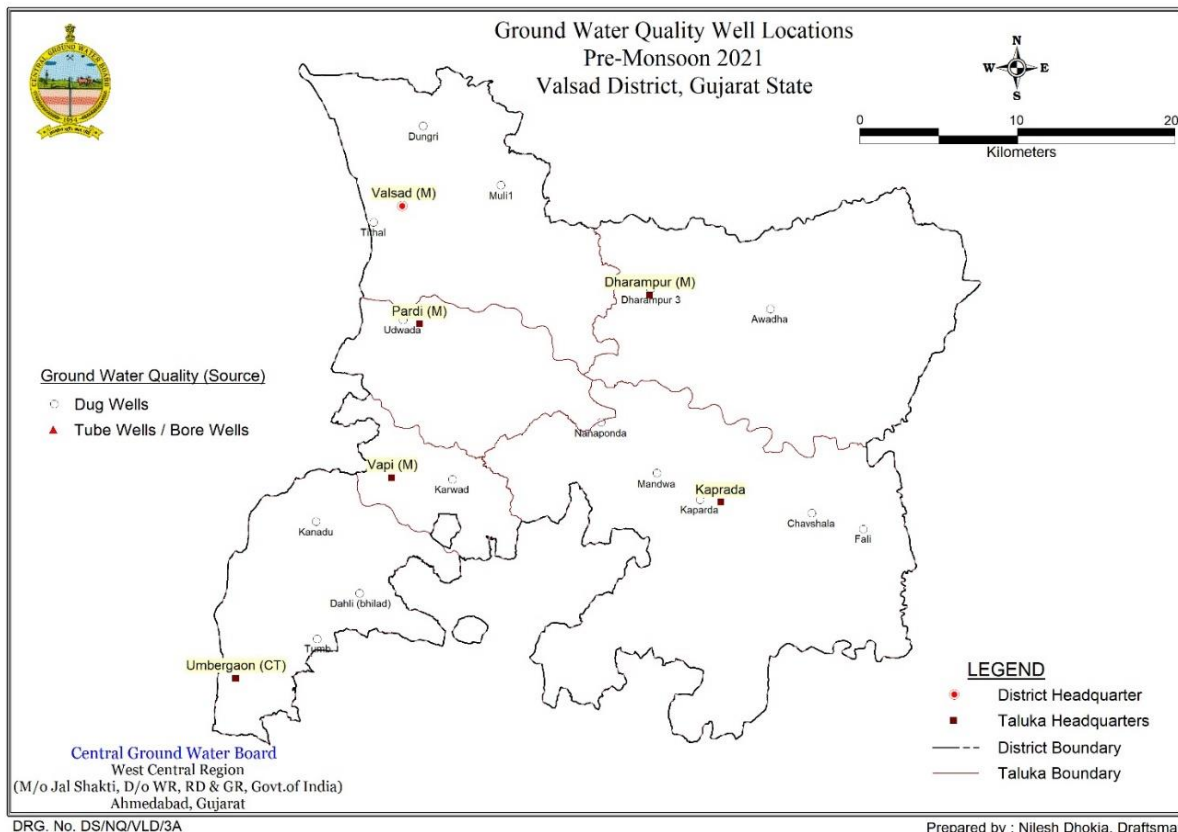 Ground Water Quality Well Locations
Pre-Monsoon 2021
Valsad District, Gujarat State
CENTRAL GROUND WATER BOARD
N
W E
S
0 10 20
Kilometers
Dungri
Muli1
Valsad (M)
Tithal
Dharampur (M)
Dharampur 3
Awadha
Pardi (M)
Udwada
Ground Water Quality (Source)
Dug Wells
Tube Wells / Bore Wells
Nanaponda
Vapi (M)
Karwad
Mandwa
Kaprada
Kaparda
Chavshala
Fali
Kanadu
Dahli (bhilad)
Tumb
Umbergaon (CT)
LEGEND
District Headquarter
Taluka Headquarters
District Boundary
Taluka Boundary
Central Ground Water Board
West Central Region
(M/o Jal Shakti, D/o WR, RD & GR, Govt.of India)
Ahmedabad, Gujarat
DRG. No. DS/NQ/VLD/3A
Prepared by : Nilesh Dhokia, Draftsma